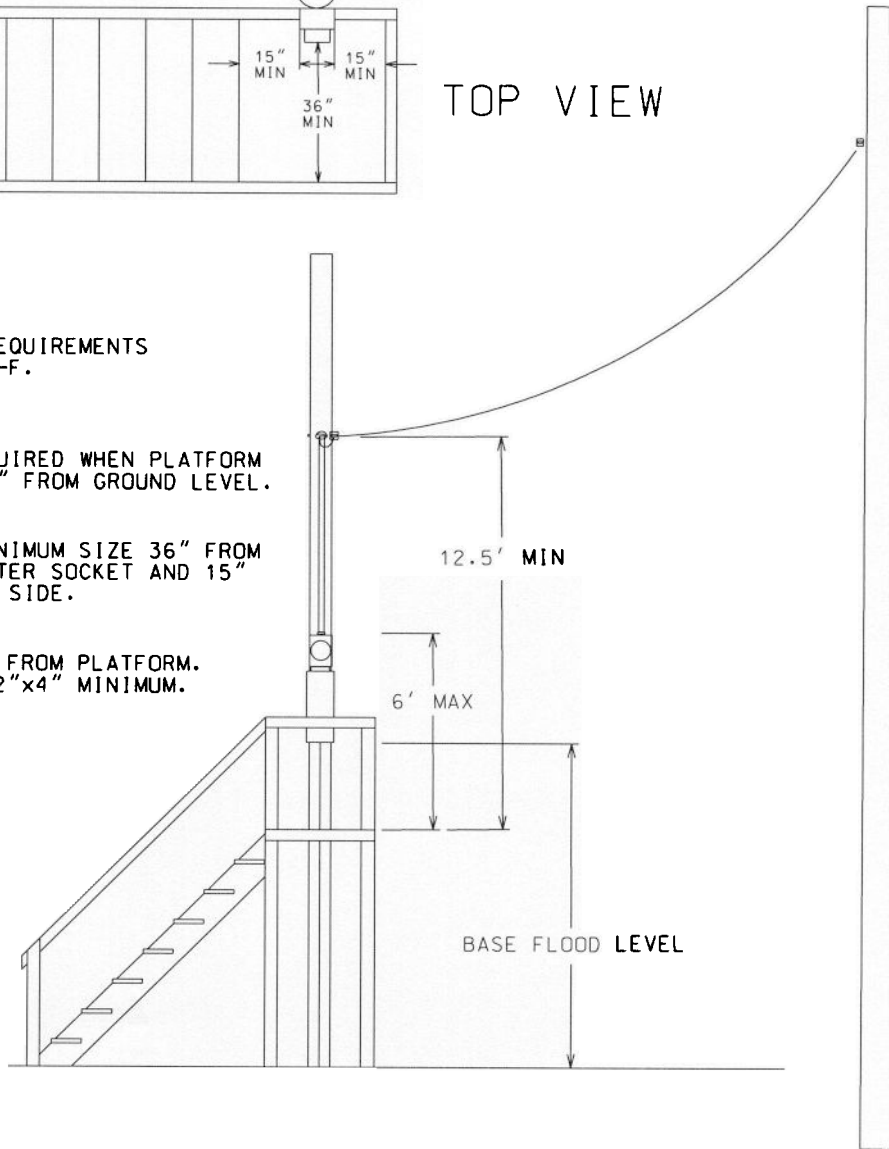 15" MIN
15" MIN
36" MIN
TOP VIEW
EQUIREMENTS
-F.
UIRED WHEN PLATFORM
" FROM GROUND LEVEL.
NIMUM SIZE 36" FROM
TER SOCKET AND 15"
SIDE.
FROM PLATFORM.
2"x4" MINIMUM.
12.5' MIN
6' MAX
BASE FLOOD LEVEL